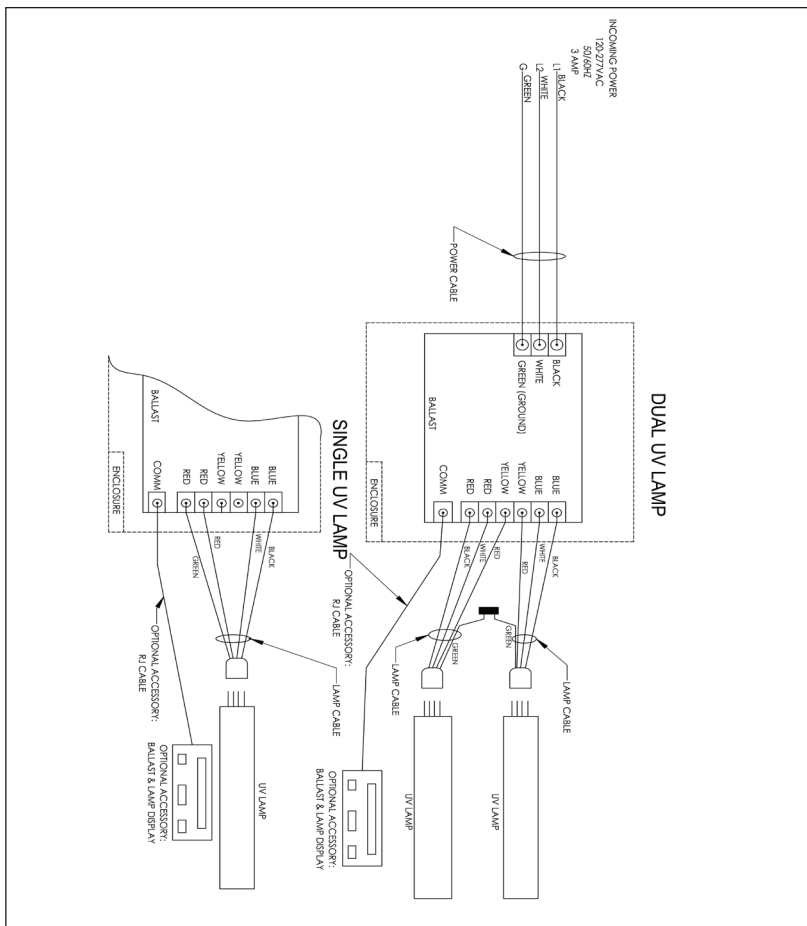 DUAL UV LAMP
INCOMING POWER
120-277VAC
50/60HZ
3 AMP
L1- BLACK
L2 WHITE
G- GREEN
POWER CABLE
BLACK
WHITE
GREEN (GROUND)
BALLAST
ENCLOSURE
BLUE
BLUE
YELLOW
YELLOW
RED
RED
COMM
BLACK
WHITE
RED
RED
WHITE
BLACK
GREEN
GREEN
LAMP CABLE
LAMP CABLE
UV LAMP
UV LAMP
OPTIONAL ACCESSORY:
RJ CABLE
OPTIONAL ACCESSORY:
BALLAST & LAMP DISPLAY
SINGLE UV LAMP
BALLAST
ENCLOSURE
BLUE
BLUE
YELLOW
YELLOW
RED
RED
COMM
BLACK
WHITE
RED
GREEN
LAMP CABLE
UV LAMP
OPTIONAL ACCESSORY:
RJ CABLE
OPTIONAL ACCESSORY:
BALLAST & LAMP DISPLAY